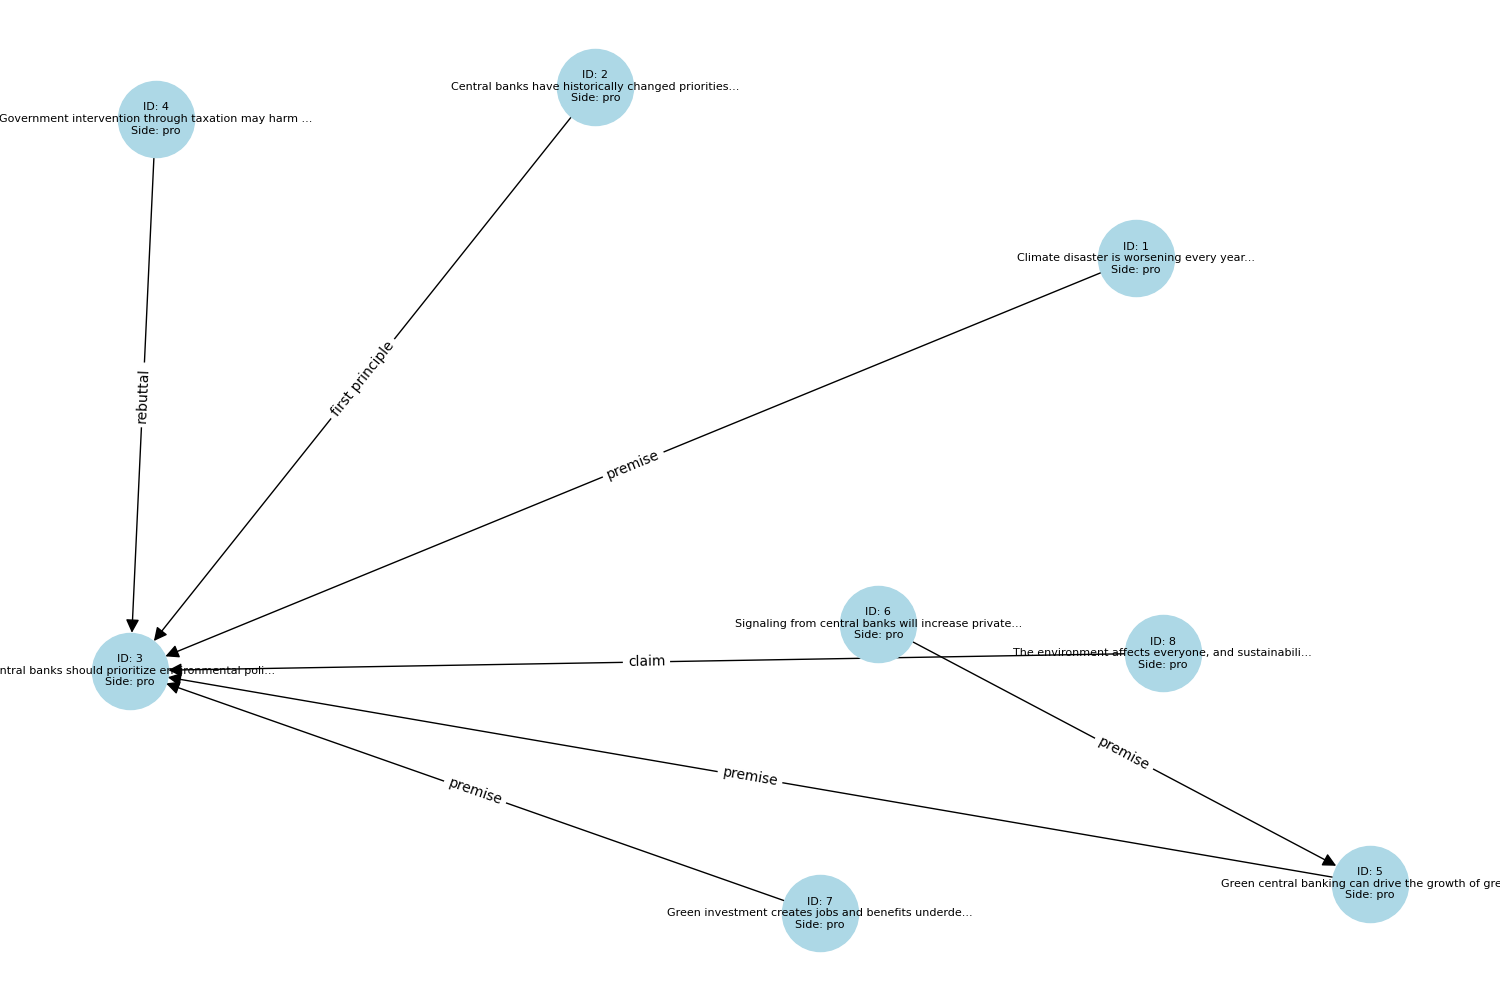 ID: 2
Central banks have historically changed priorities...
Side: pro
ID: 4
Government intervention through taxation may harm ...
Side: pro
ID: 1
Climate disaster is worsening every year...
Side: pro
first principle
rebuttal
premise
ID: 6
Signaling from central banks will increase private...
Side: pro
ID: 8
The environment affects everyone, and sustainabili...
Side: pro
ID: 3
ntral banks should prioritize environmental poli...
Side: pro
claim
premise
premise
premise
ID: 5
Green central banking can drive the growth of gre
Side: pro
ID: 7
Green investment creates jobs and benefits underde...
Side: pro